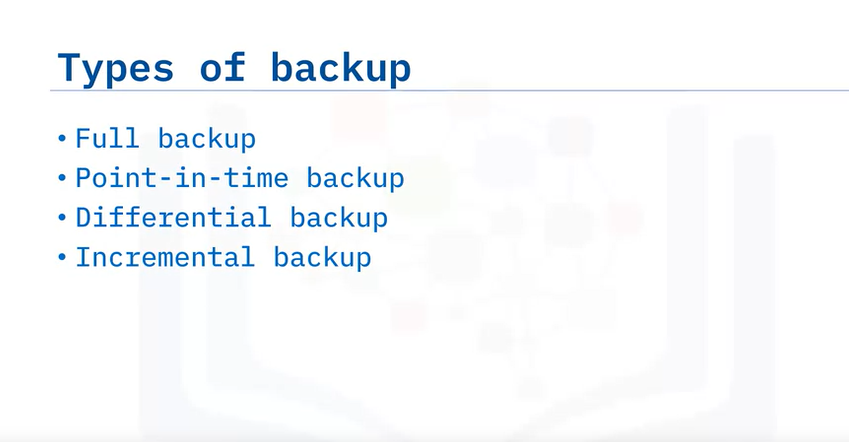 Types of backup
• Full backup
• Point-in-time backup
• Differential backup
• Incremental backup